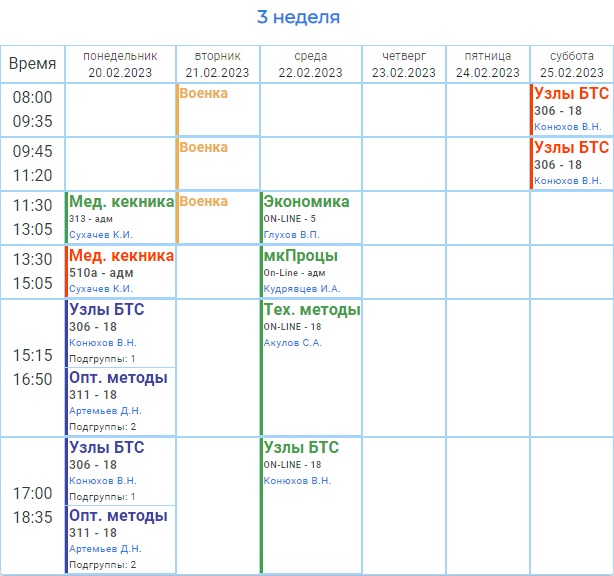 3 неделя
Время
понедельник
20.02.2023
вторник
21.02.2023
среда
22.02.2023
четверг
23.02.2023
пятница
24.02.2023
суббота
25.02.2023
08:00
09:35
Военка
Узлы БТС
306 - 18
Конюхов В.Н.
09:45
11:20
Военка
Узлы БТС
306 - 18
Конюхов В.Н.
11:30
13:05
Мед. кекника
313 - адм
Сухачев К.И.
Военка
Экономика
ON-LINE - 5
Глухов В.П.
13:30
15:05
Мед. кекника
510а - адм
Сухачев К.И.
мкПроцы
On-Line - адм
Кудрявцев И.А.
15:15
16:50
Узлы БТС
306 - 18
Конюхов В.Н.
Подгруппы: 1
Опт. методы
311 - 18
Артемьев Д.Н.
Подгруппы: 2
Тех. методы
ON-LINE - 18
Акулов С.А.
17:00
18:35
Узлы БТС
306 - 18
Конюхов В.Н.
Подгруппы: 1
Опт. методы
311 - 18
Артемьев Д.Н.
Подгруппы: 2
Узлы БТС
ON-LINE - 18
Конюхов В.Н.